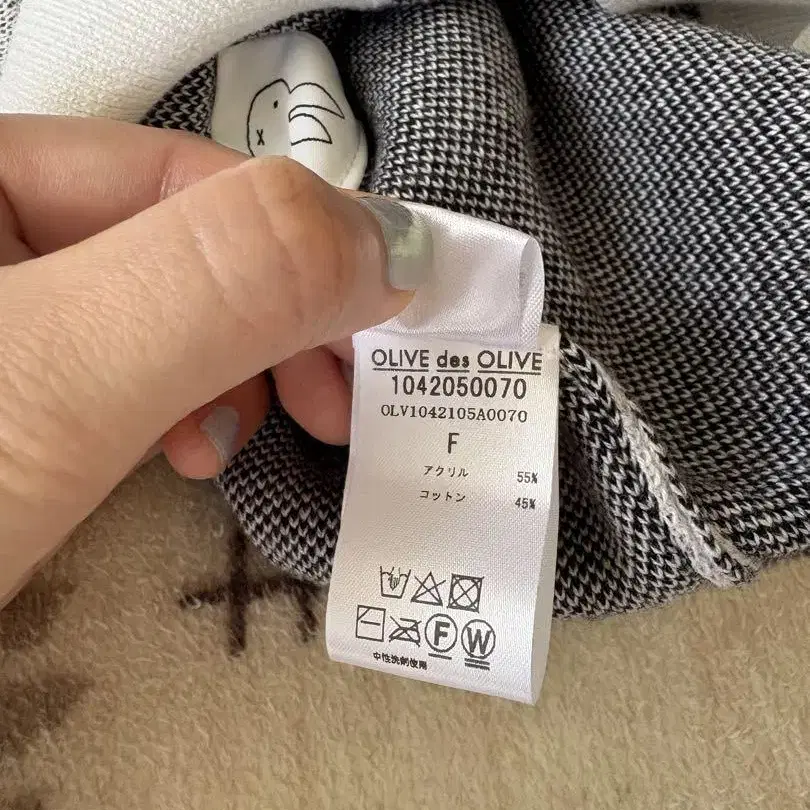 OLIVE des OLIVE
1042050070
OLV1042105A0070
F
アクリル 55%
コットン 45%
F W
中性洗剤使用